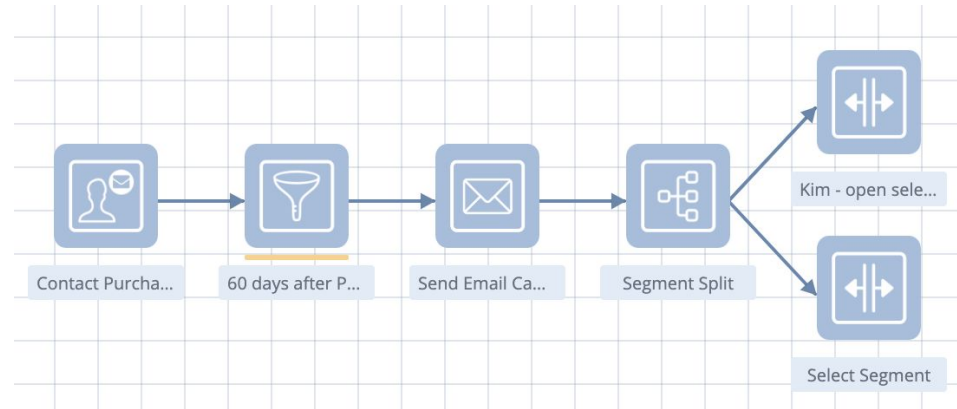 Kim - open sele...
Contact Purcha...
60 days after P...
Send Email Ca...
Segment Split
Select Segment